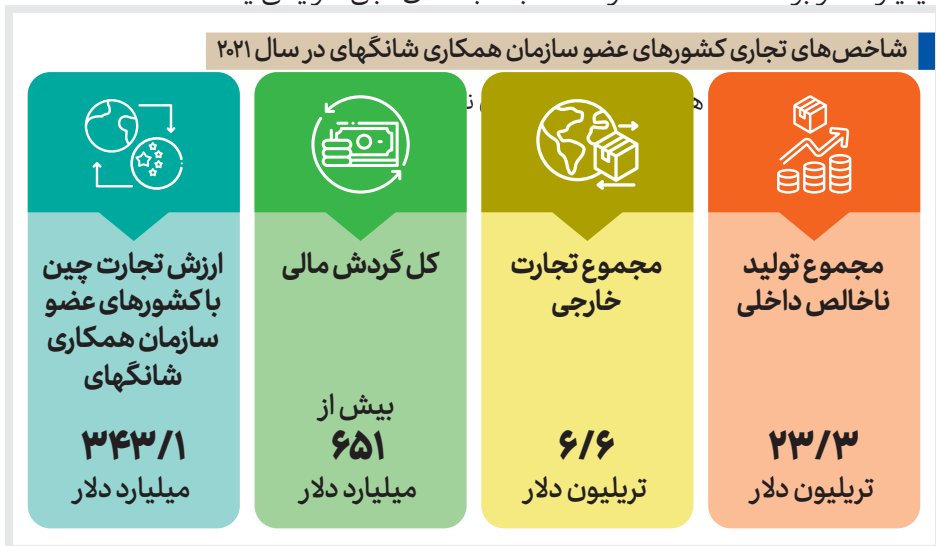 شاخص‌های تجاری کشورهای عضو سازمان همکاری شانگهای در سال ۲۰۲۱
مجموع تولید
ناخالص داخلی
۲۳/۳
تریلیون دلار
مجموع تجارت
خارجی
۶/۶
تریلیون دلار
کل گردش مالی
بیش از
۶۵۱
میلیارد دلار
ارزش تجارت چین
با کشورهای عضو
سازمان همکاری
شانگهای
۳۴۳/۱
میلیارد دلار